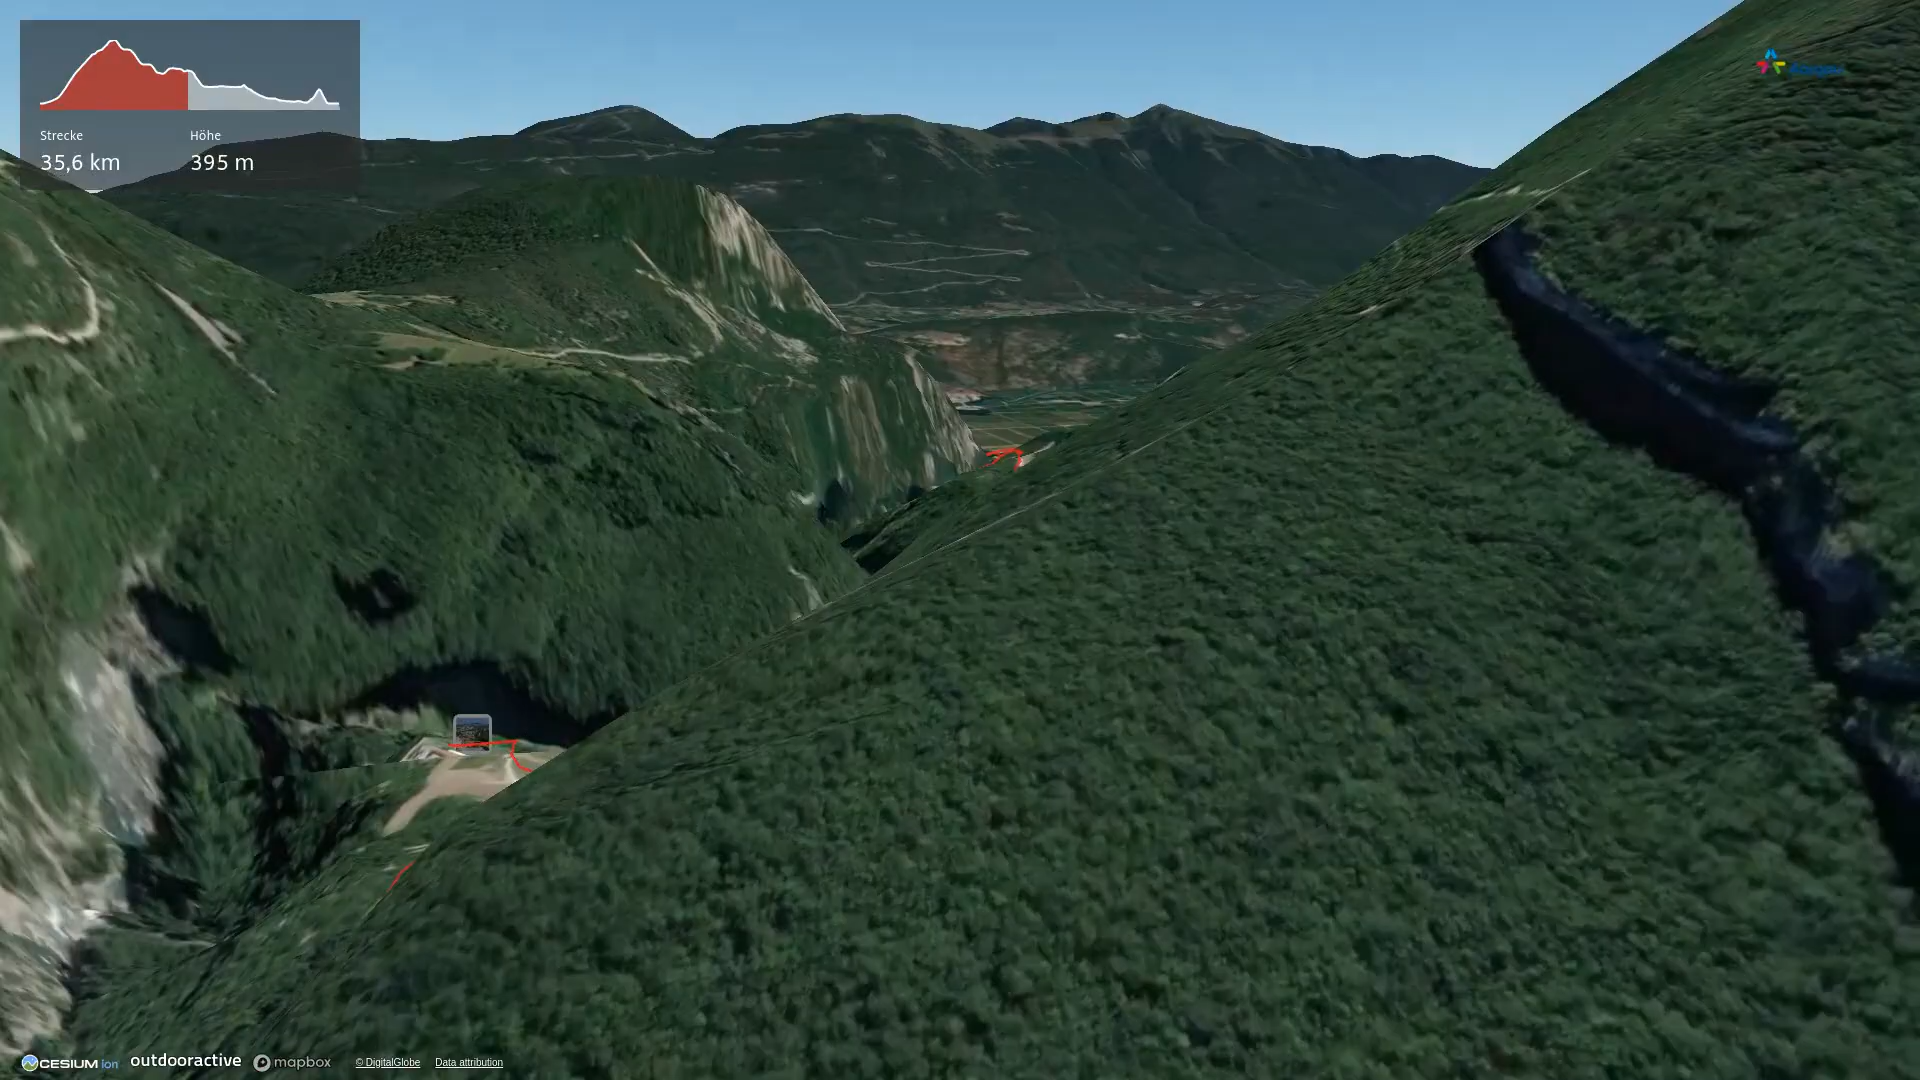 Strecke
Höhe
35,6 km
395 m
CESIUM ion
outdooractive
mapbox
© DigitalGlobe
Data attribution